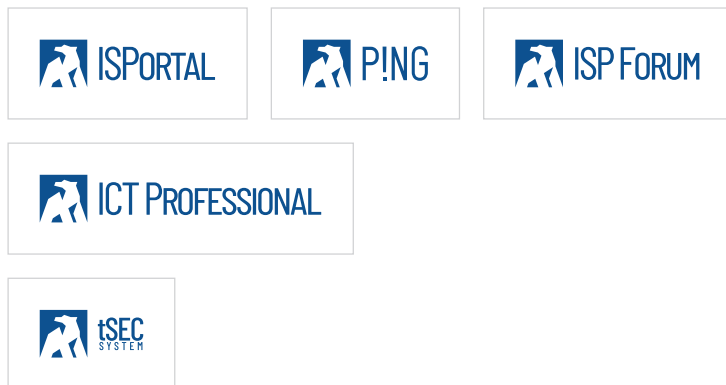 ISPORTAL
P!NG
ISP FORUM
ICT PROFESSIONAL
tSEC
SYSTEM